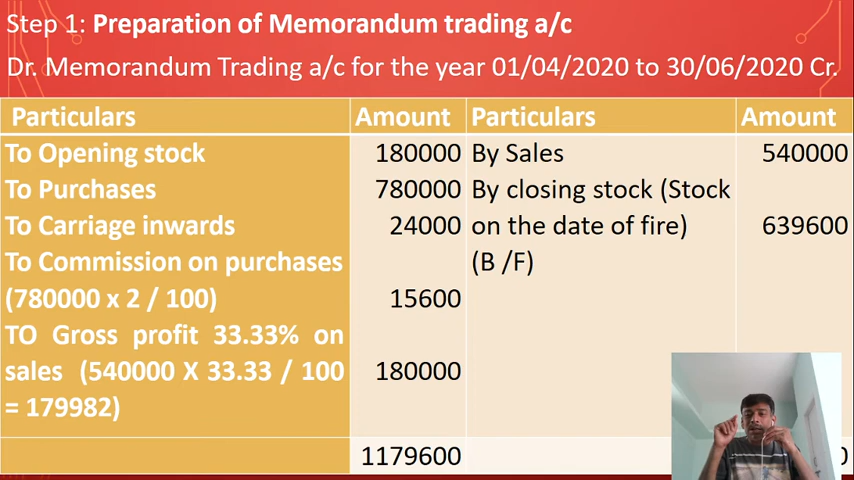 Step 1: Preparation of Memorandum trading a/c
Dr. Memorandum Trading a/c for the year 01/04/2020 to 30/06/2020 Cr.
Particulars Amount Particulars Amount
To Opening stock 180000 By Sales 540000
To Purchases 780000 By closing stock (Stock
To Carriage inwards 24000 on the date of fire) 639600
To Commission on purchases (B /F)
(780000 x 2 / 100) 15600
TO Gross profit 33.33% on
sales (540000 X 33.33 / 100 180000
= 179982)
1179600